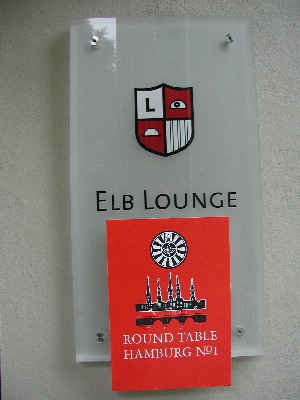 L
ELB LOUNGE
ROUND TABLE
HAMBURG Nº1